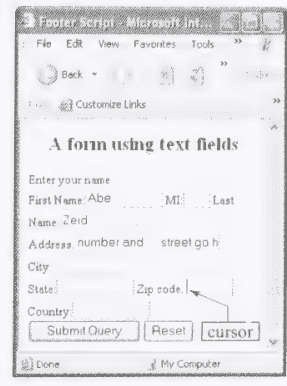 Footer Script - Microsoft Int...
File Edit View Favorites Tools »
Back »
Customize Links »
A form using text fields
Enter your name
First Name: Abe MI: Last
Name: Zeid
Address: number and street go h
City
State: Zip code:
Country:
Submit Query Reset cursor
Done My Computer